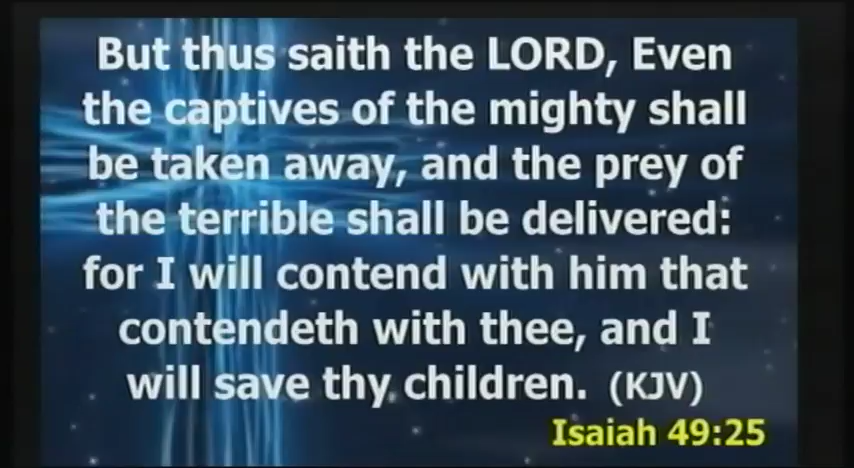 But thus saith the LORD, Even
the captives of the mighty shall
be taken away, and the prey of
the terrible shall be delivered:
for I will contend with him that
contendeth with thee, and I
will save thy children. (KJV)
Isaiah 49:25